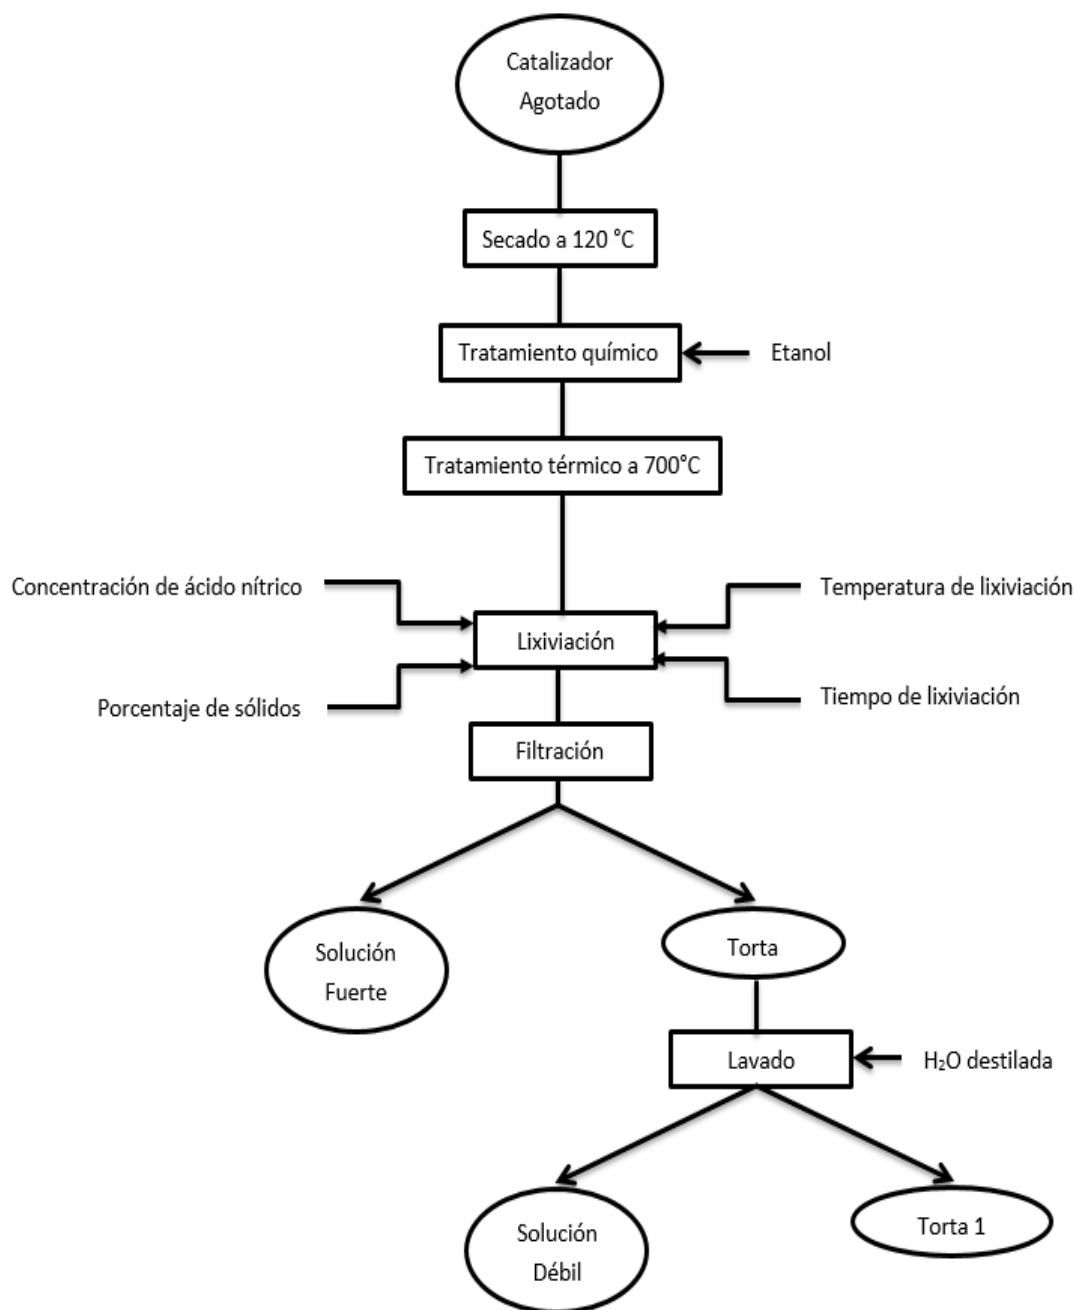 Catalizador
Agotado
Secado a 120 °C
Tratamiento químico
Etanol
Tratamiento térmico a 700°C
Concentración de ácido nítrico
Temperatura de lixiviación
Lixiviación
Porcentaje de sólidos
Tiempo de lixiviación
Filtración
Solución
Fuerte
Torta
Lavado
H₂O destilada
Solución
Débil
Torta 1